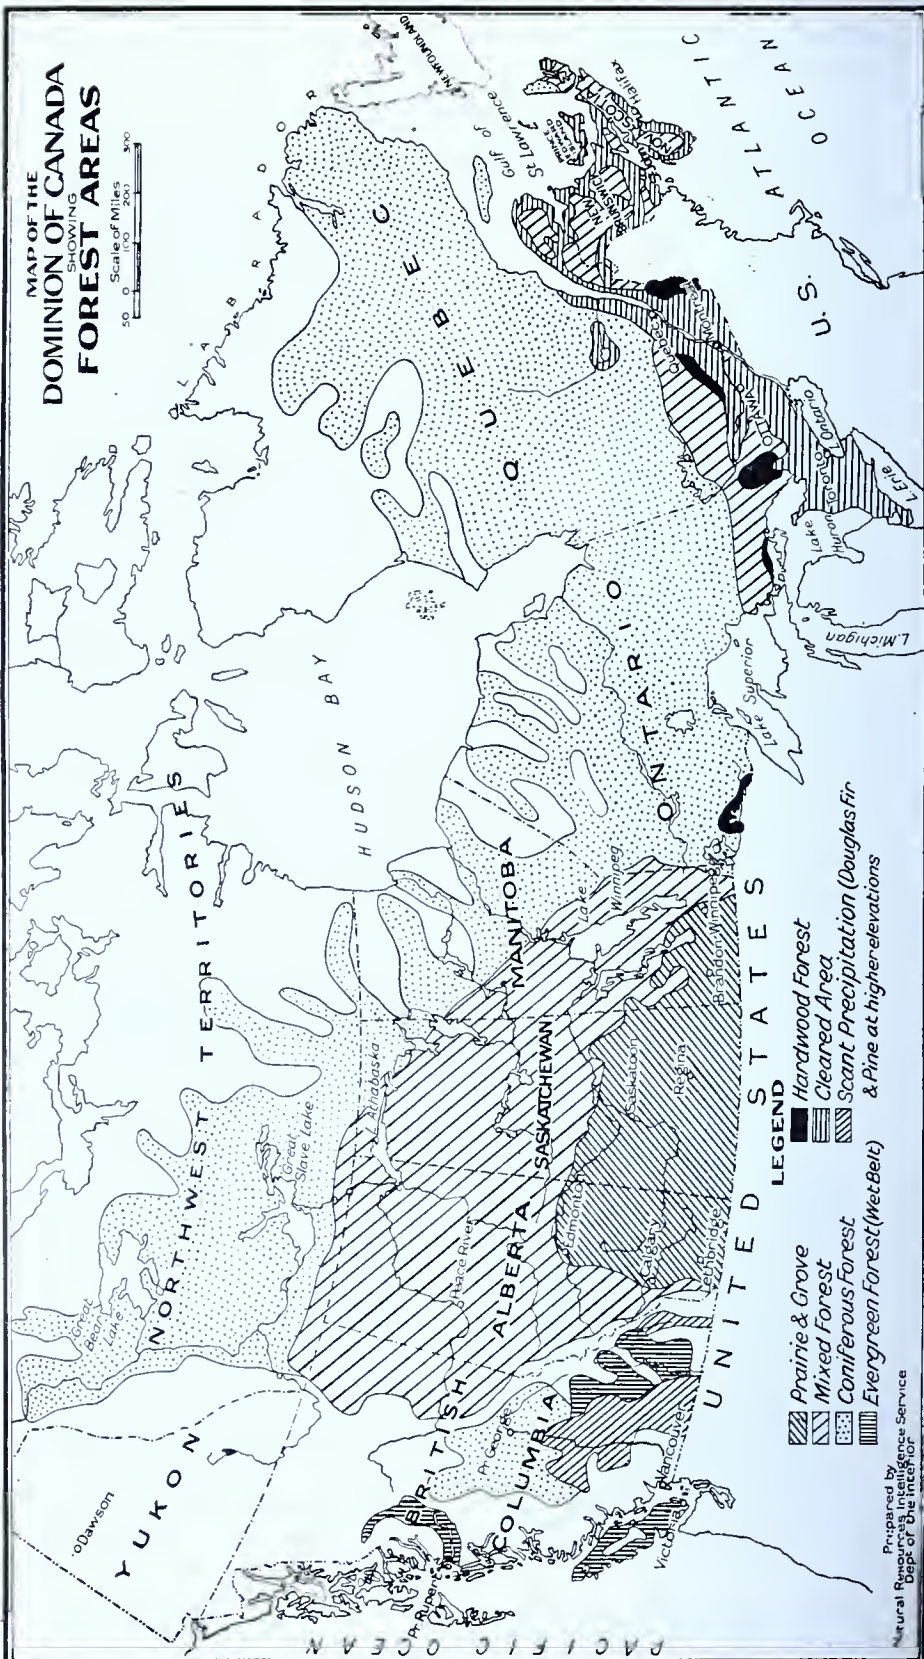 MAP OF THE
DOMINION OF CANADA
SHOWING
FOREST AREAS
Scale of Miles
50 0 100 200 300
NEWFOUNDLAND
LABRADOR
Gulf of
St Lawrence
ATLANTIC
OCEAN
PRINCE
EDWARD
ISLAND
NOVA SCOTIA
Halifax
St John
NEW
BRUNSWICK
QUEBEC
Quebec
Montreal
OTTAWA
Toronto
L. Ontario
L. Erie
Lake
Huron
L. Michigan
Lake Superior
U.S.
ONTARIO
HUDSON BAY
NORTHWEST TERRITORIES
Great
Bear
Lake
Great
Slave Lake
L. Athabaska
YUKON
Dawson
MANITOBA
Lake
Winnipeg
Winnipeg
Brandon
SASKATCHEWAN
Saskatoon
Regina
ALBERTA
Peace River
Edmonton
Calgary
Lethbridge
BRITISH
COLUMBIA
Pr. George
Pr. Rupert
Vancouver
Victoria
PACIFIC OCEAN
UNITED STATES
LEGEND
Prairie & Grove
Mixed Forest
Coniferous Forest
Evergreen Forest (Wet Belt)
Hardwood Forest
Cleared Area
Scant Precipitation (Douglas Fir
& Pine at higher elevations
Prepared by
Natural Resources Intelligence Service
Dept of the Interior